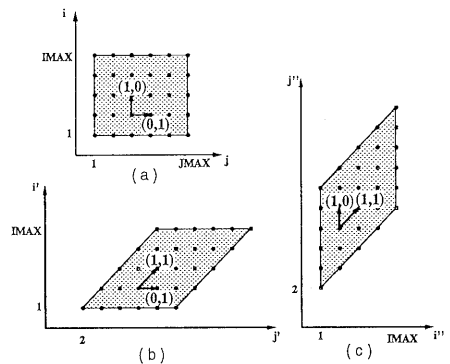 i
IMAX
(1,0)
(0,1)
1
1
JMAX
j
(a)
i'
IMAX
(1,1)
(0,1)
1
2
j'
(b)
j''
(1,0)
(1,1)
2
1
IMAX
i''
(c)